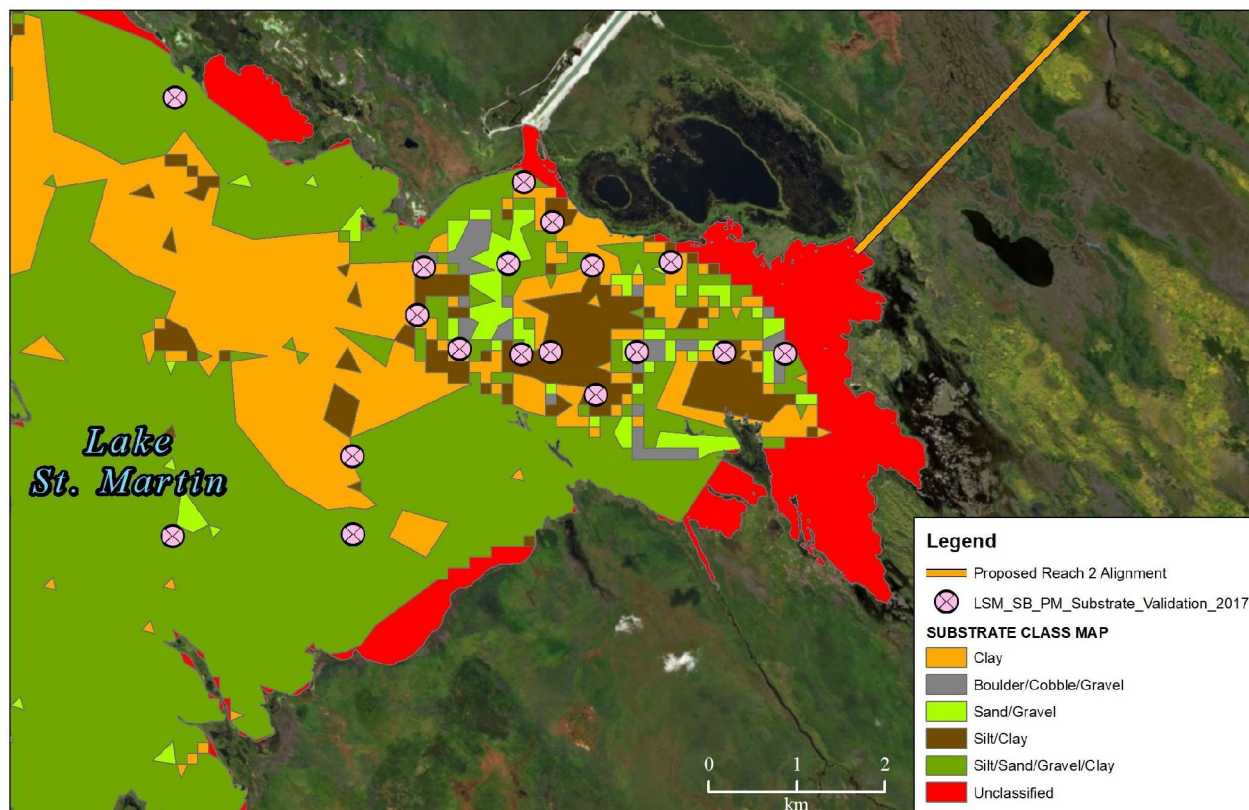 Lake
St. Martin
Legend
Proposed Reach 2 Alignment
LSM_SB_PM_Substrate_Validation_2017
SUBSTRATE CLASS MAP
Clay
Boulder/Cobble/Gravel
Sand/Gravel
Silt/Clay
Silt/Sand/Gravel/Clay
Unclassified
0 1 2
km